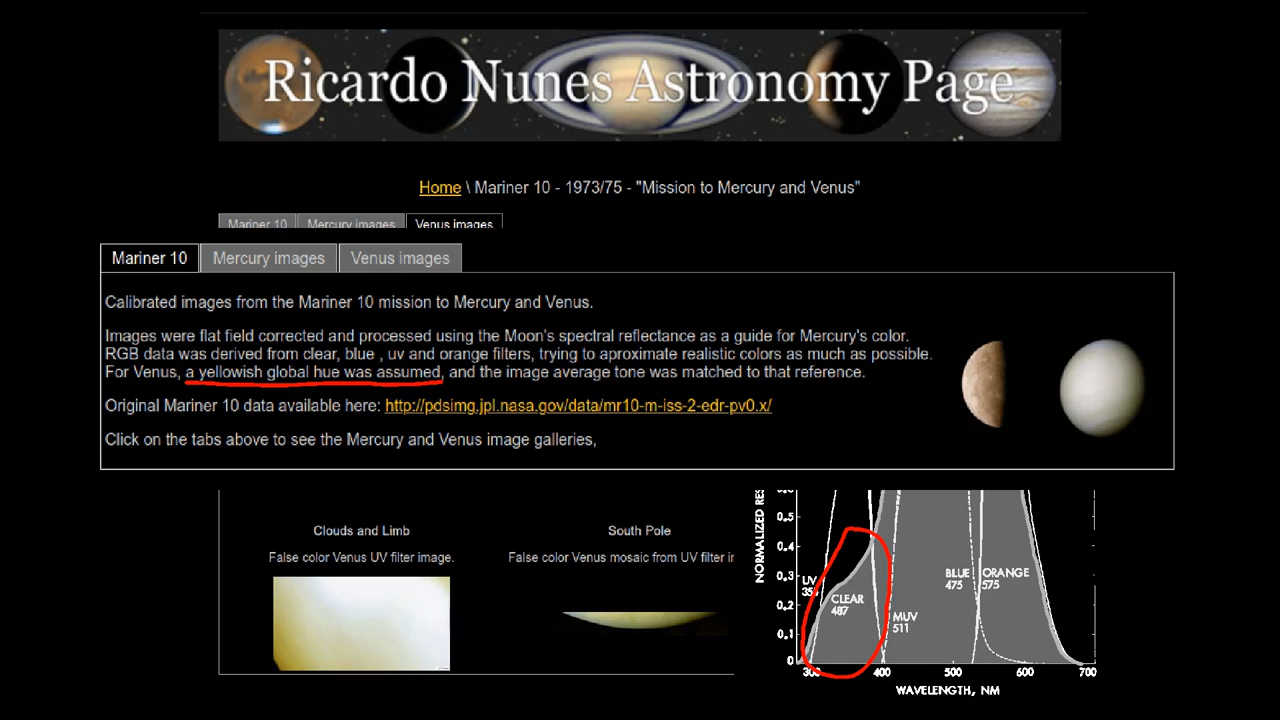 Ricardo Nunes Astronomy Page
Home \ Mariner 10 - 1973/75 - "Mission to Mercury and Venus"
Mariner 10 Mercury images Venus images
Mariner 10 Mercury images Venus images
Calibrated images from the Mariner 10 mission to Mercury and Venus.
Images were flat field corrected and processed using the Moon's spectral reflectance as a guide for Mercury's color.
RGB data was derived from clear, blue , uv and orange filters, trying to aproximate realistic colors as much as possible.
For Venus, a yellowish global hue was assumed, and the image average tone was matched to that reference.
Original Mariner 10 data available here: http://pdsimg.jpl.nasa.gov/data/mr10-m-iss-2-edr-pv0.x/
Click on the tabs above to see the Mercury and Venus image galleries,
Clouds and Limb
False color Venus UV filter image.
South Pole
False color Venus mosaic from UV filter
NORMALIZED
0.5
0.4
0.3
0.2
0.1
0
UV
CLEAR
487
MUV
511
BLUE
475
ORANGE
575
400 500 600 700
WAVELENGTH, NM